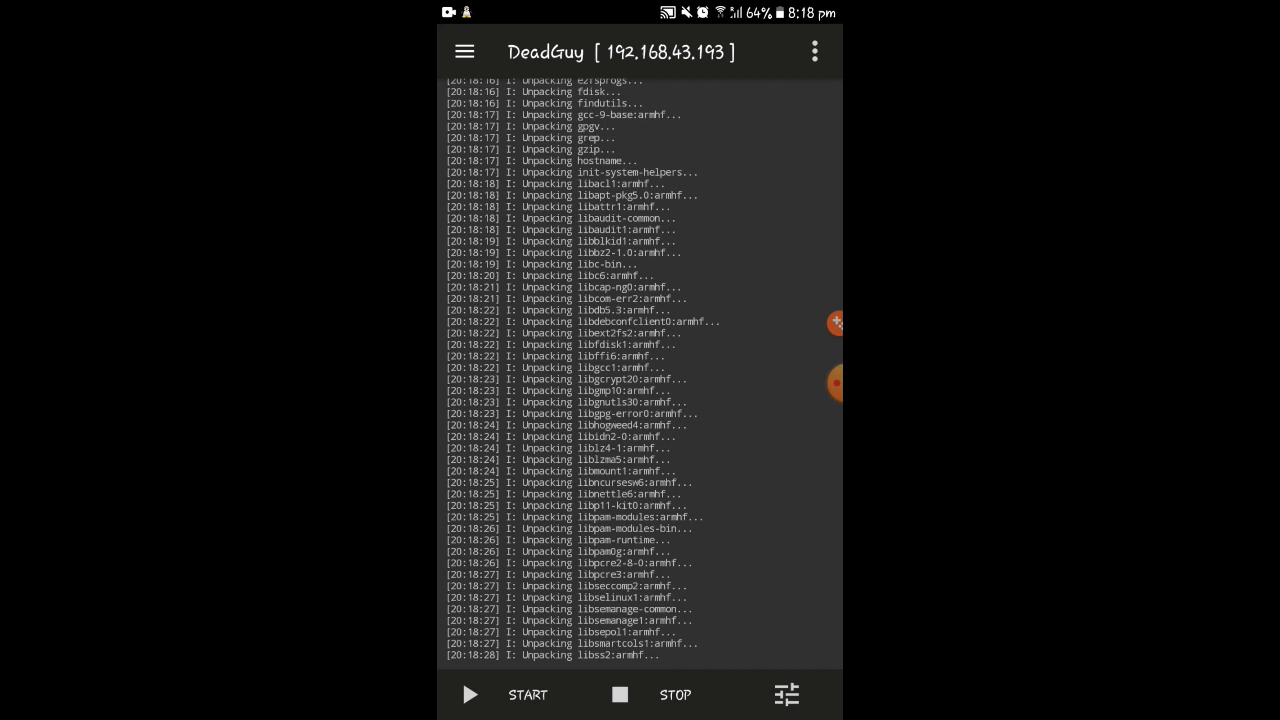 64% 8:18 pm
DeadGuy [ 192.168.43.193 ]
[20:18:16] I: Unpacking e2fsprogs...
[20:18:16] I: Unpacking fdisk...
[20:18:16] I: Unpacking findutils...
[20:18:17] I: Unpacking gcc-9-base:armhf...
[20:18:17] I: Unpacking gpgv...
[20:18:17] I: Unpacking grep...
[20:18:17] I: Unpacking gzip...
[20:18:17] I: Unpacking hostname...
[20:18:17] I: Unpacking init-system-helpers...
[20:18:18] I: Unpacking libacl1:armhf...
[20:18:18] I: Unpacking libapt-pkg5.0:armhf...
[20:18:18] I: Unpacking libattr1:armhf...
[20:18:18] I: Unpacking libaudit-common...
[20:18:18] I: Unpacking libaudit1:armhf...
[20:18:19] I: Unpacking libblkid1:armhf...
[20:18:19] I: Unpacking libbz2-1.0:armhf...
[20:18:19] I: Unpacking libc-bin...
[20:18:20] I: Unpacking libc6:armhf...
[20:18:21] I: Unpacking libcap-ng0:armhf...
[20:18:21] I: Unpacking libcom-err2:armhf...
[20:18:22] I: Unpacking libdb5.3:armhf...
[20:18:22] I: Unpacking libdebconfclient0:armhf...
[20:18:22] I: Unpacking libext2fs2:armhf...
[20:18:22] I: Unpacking libfdisk1:armhf...
[20:18:22] I: Unpacking libffi6:armhf...
[20:18:22] I: Unpacking libgcc1:armhf...
[20:18:23] I: Unpacking libgcrypt20:armhf...
[20:18:23] I: Unpacking libgmp10:armhf...
[20:18:23] I: Unpacking libgnutls30:armhf...
[20:18:23] I: Unpacking libgpg-error0:armhf...
[20:18:24] I: Unpacking libhogweed4:armhf...
[20:18:24] I: Unpacking libidn2-0:armhf...
[20:18:24] I: Unpacking liblz4-1:armhf...
[20:18:24] I: Unpacking liblzma5:armhf...
[20:18:24] I: Unpacking libmount1:armhf...
[20:18:25] I: Unpacking libncursesw6:armhf...
[20:18:25] I: Unpacking libnettle6:armhf...
[20:18:25] I: Unpacking libp11-kit0:armhf...
[20:18:25] I: Unpacking libpam-modules:armhf...
[20:18:26] I: Unpacking libpam-modules-bin...
[20:18:26] I: Unpacking libpam-runtime...
[20:18:26] I: Unpacking libpam0g:armhf...
[20:18:26] I: Unpacking libpcre2-8-0:armhf...
[20:18:27] I: Unpacking libpcre3:armhf...
[20:18:27] I: Unpacking libseccomp2:armhf...
[20:18:27] I: Unpacking libselinux1:armhf...
[20:18:27] I: Unpacking libsemanage-common...
[20:18:27] I: Unpacking libsemanage1:armhf...
[20:18:27] I: Unpacking libsepol1:armhf...
[20:18:27] I: Unpacking libsmartcols1:armhf...
[20:18:28] I: Unpacking libss2:armhf...
START STOP